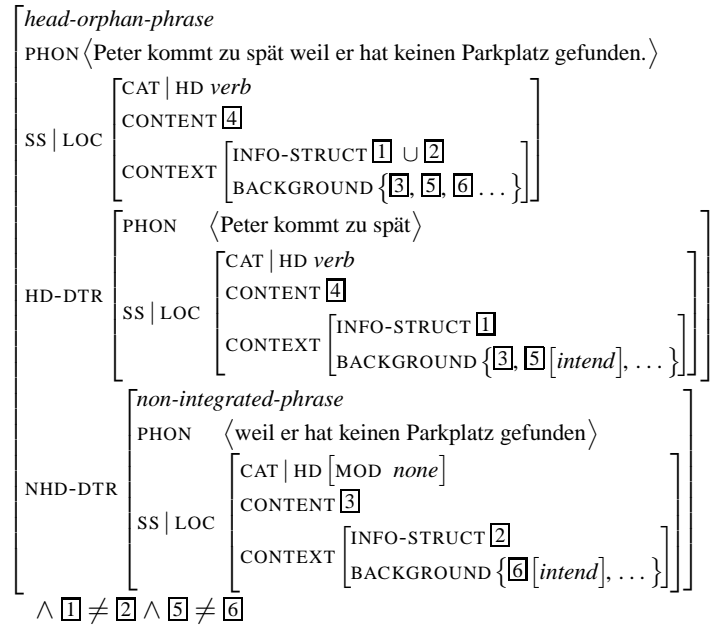 head-orphan-phrase
PHON ⟨Peter kommt zu spät weil er hat keinen Parkplatz gefunden.⟩
CAT | HD verb
CONTENT 4
SS | LOC
INFO-STRUCT 1 ∪ 2
CONTEXT
BACKGROUND {3, 5, 6 ...}
PHON ⟨Peter kommt zu spät⟩
CAT | HD verb
HD-DTR
CONTENT 4
SS | LOC
INFO-STRUCT 1
CONTEXT
BACKGROUND {3, 5 [intend], ...}
non-integrated-phrase
PHON ⟨weil er hat keinen Parkplatz gefunden⟩
CAT | HD [MOD none]
NHD-DTR
CONTENT 3
SS | LOC
INFO-STRUCT 2
CONTEXT
BACKGROUND {6 [intend], ...}
∧ 1 ≠ 2 ∧ 5 ≠ 6